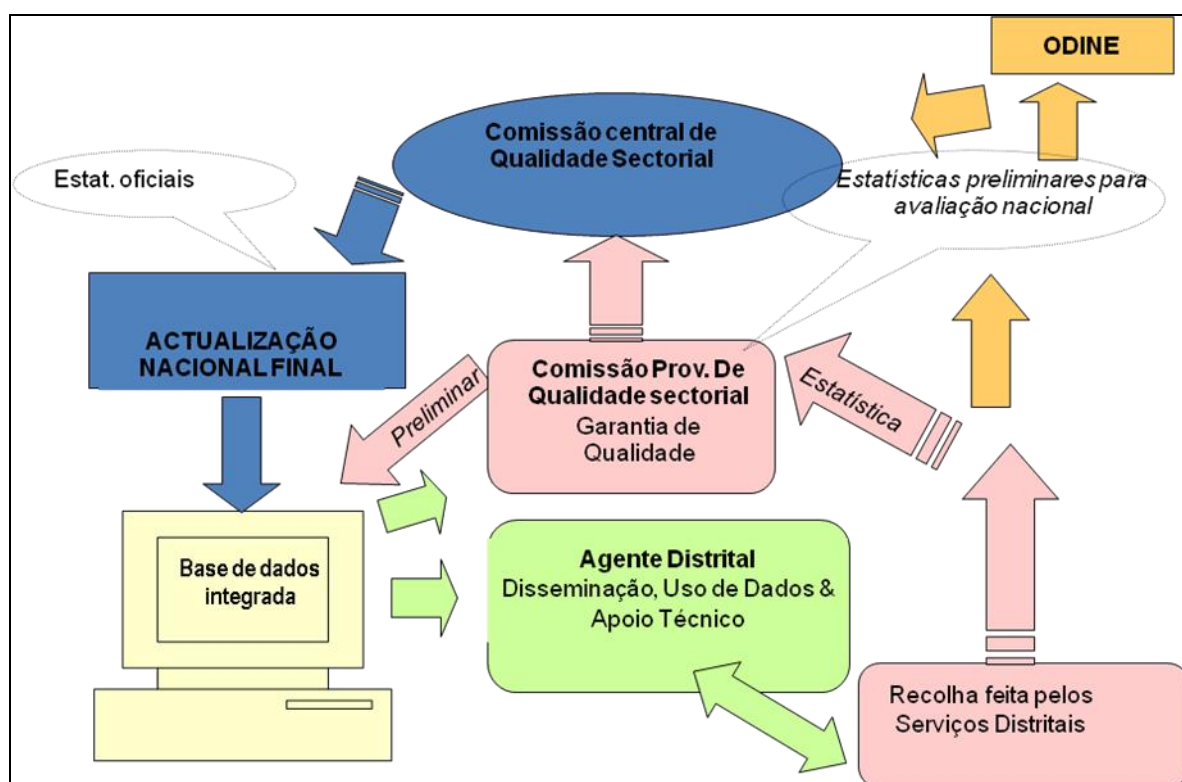 ODINE
Comissão central de
Qualidade Sectorial
Estat. oficiais
Estatísticas preliminares para
avaliação nacional
ACTUALIZAÇÃO
NACIONAL FINAL
Comissão Prov. De
Qualidade sectorial
Garantia de
Qualidade
Preliminar
Estatística
Base de dados
integrada
Agente Distrital
Disseminação, Uso de Dados &
Apoio Técnico
Recolha feita pelos
Serviços Distritais